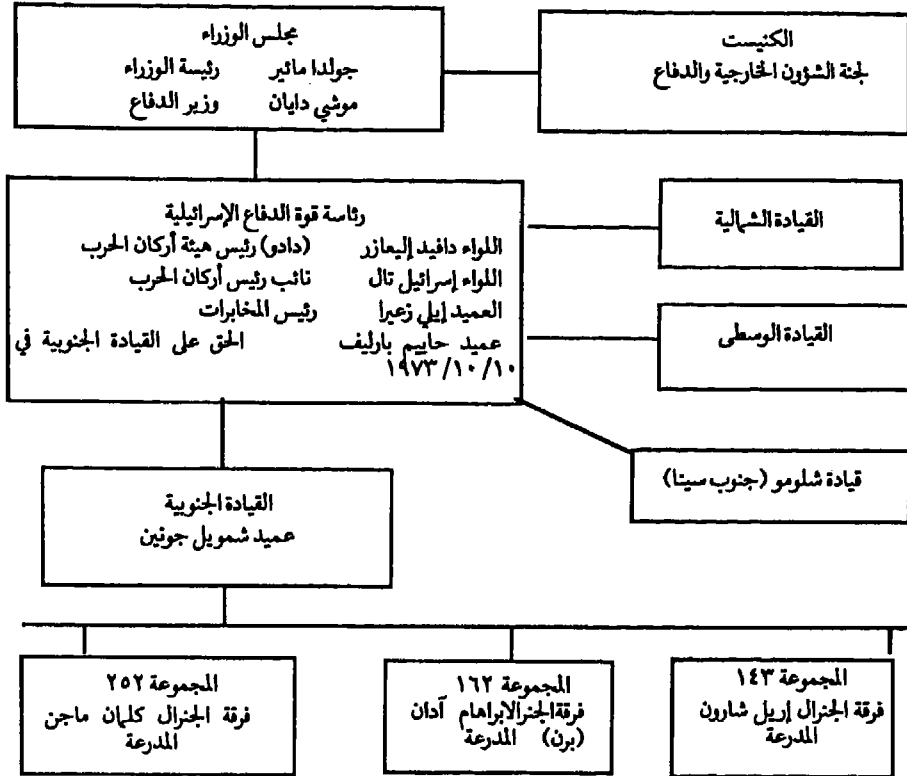 الكنيست
لجنة الشؤون الخارجية والدفاع
مجلس الوزراء
جولدا مائير رئيسة الوزراء
موشي دايان وزير الدفاع
رئاسة قوة الدفاع الإسرائيلية
اللواء دافيد إليعازر (دادو) رئيس هيئة أركان الحرب
اللواء إسرائيل تال نائب رئيس أركان الحرب
العميد إيلي زعيرا رئيس المخابرات
عميد حاييم بارليف الحق على القيادة الجنوبية في
١٩٧٣/١٠/١٠
القيادة الشمالية
القيادة الوسطى
قيادة شلومو (جنوب سينا)
القيادة الجنوبية
عميد شمويل جونين
المجموعة ١٤٣
فرقة الجنرال إريل شارون
المدرعة
المجموعة ١٦٢
فرقة الجنرالابراهام آدان
(برن) المدرعة
المجموعة ٢٥٢
فرقة الجنرال كلمان ماجن
المدرعة